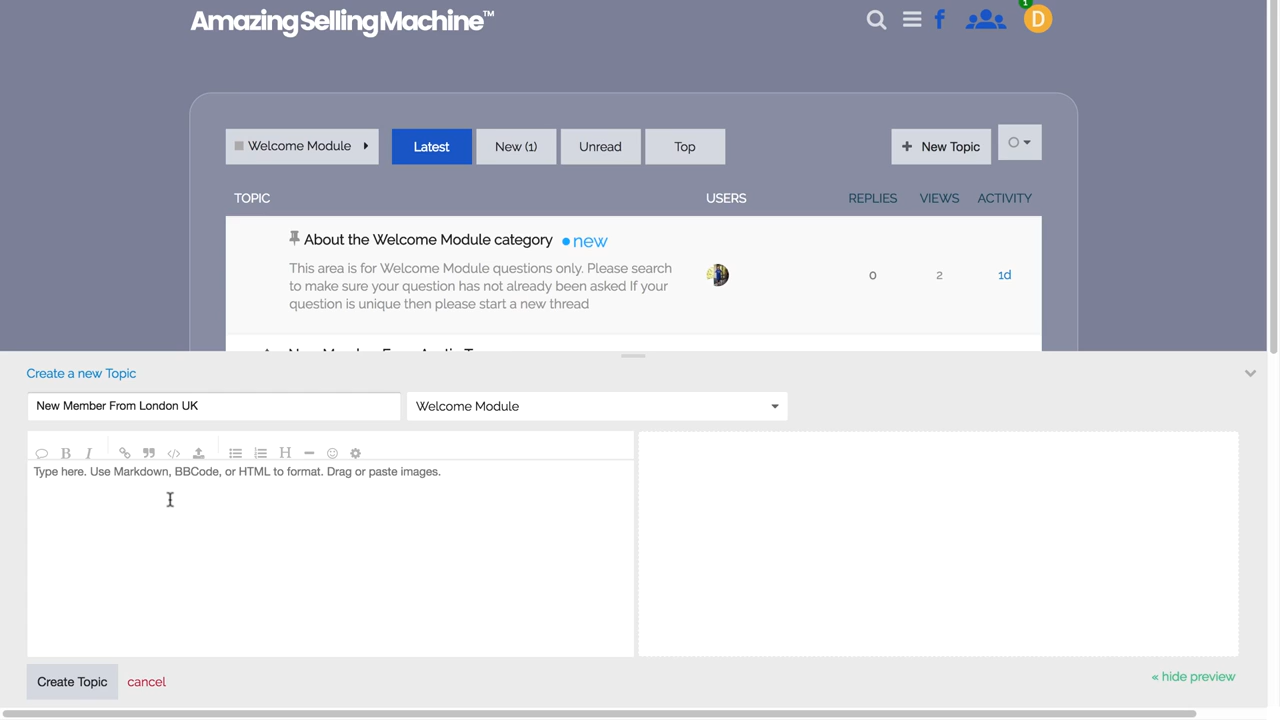 AmazingSellingMachine™
1
D
Welcome Module
Latest
New (1)
Unread
Top
+ New Topic
TOPIC
USERS
REPLIES
VIEWS
ACTIVITY
About the Welcome Module category
new
This area is for Welcome Module questions only. Please search
to make sure your question has not already been asked If your
question is unique then please start a new thread
0
2
1d
Create a new Topic
New Member From London UK
Welcome Module
B I
H
Type here. Use Markdown, BBCode, or HTML to format. Drag or paste images.
Create Topic
cancel
« hide preview